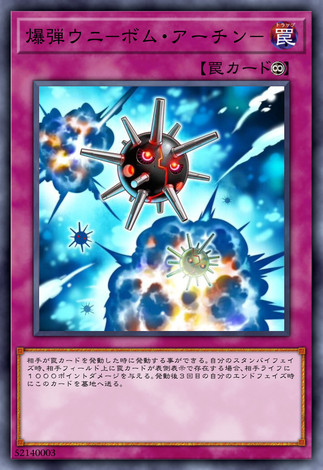 爆弾ウニ－ボム・アーチン－
トラップ
罠
【罠カード】
相手が罠カードを発動した時に発動する事ができる。自分のスタンバイフェイ
ズ時、相手フィールド上に罠カードが表側表示で存在する場合、相手ライフに
１０００ポイントダメージを与える。発動後３回目の自分のエンドフェイズ時
にこのカードを墓地へ送る。
52140003